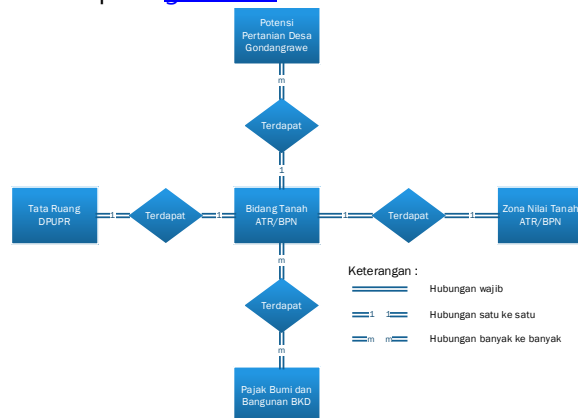 Potensi
Pertanian Desa
Gondangrawe
m
Terdapat
1
Tata Ruang
DPUPR
1
Terdapat
1
Bidang Tanah
ATR/BPN
1
Terdapat
1
Zona Nilai Tanah
ATR/BPN
m
Terdapat
m
Pajak Bumi dan
Bangunan BKD
Keterangan :
Hubungan wajib
1 1 Hubungan satu ke satu
m m Hubungan banyak ke banyak